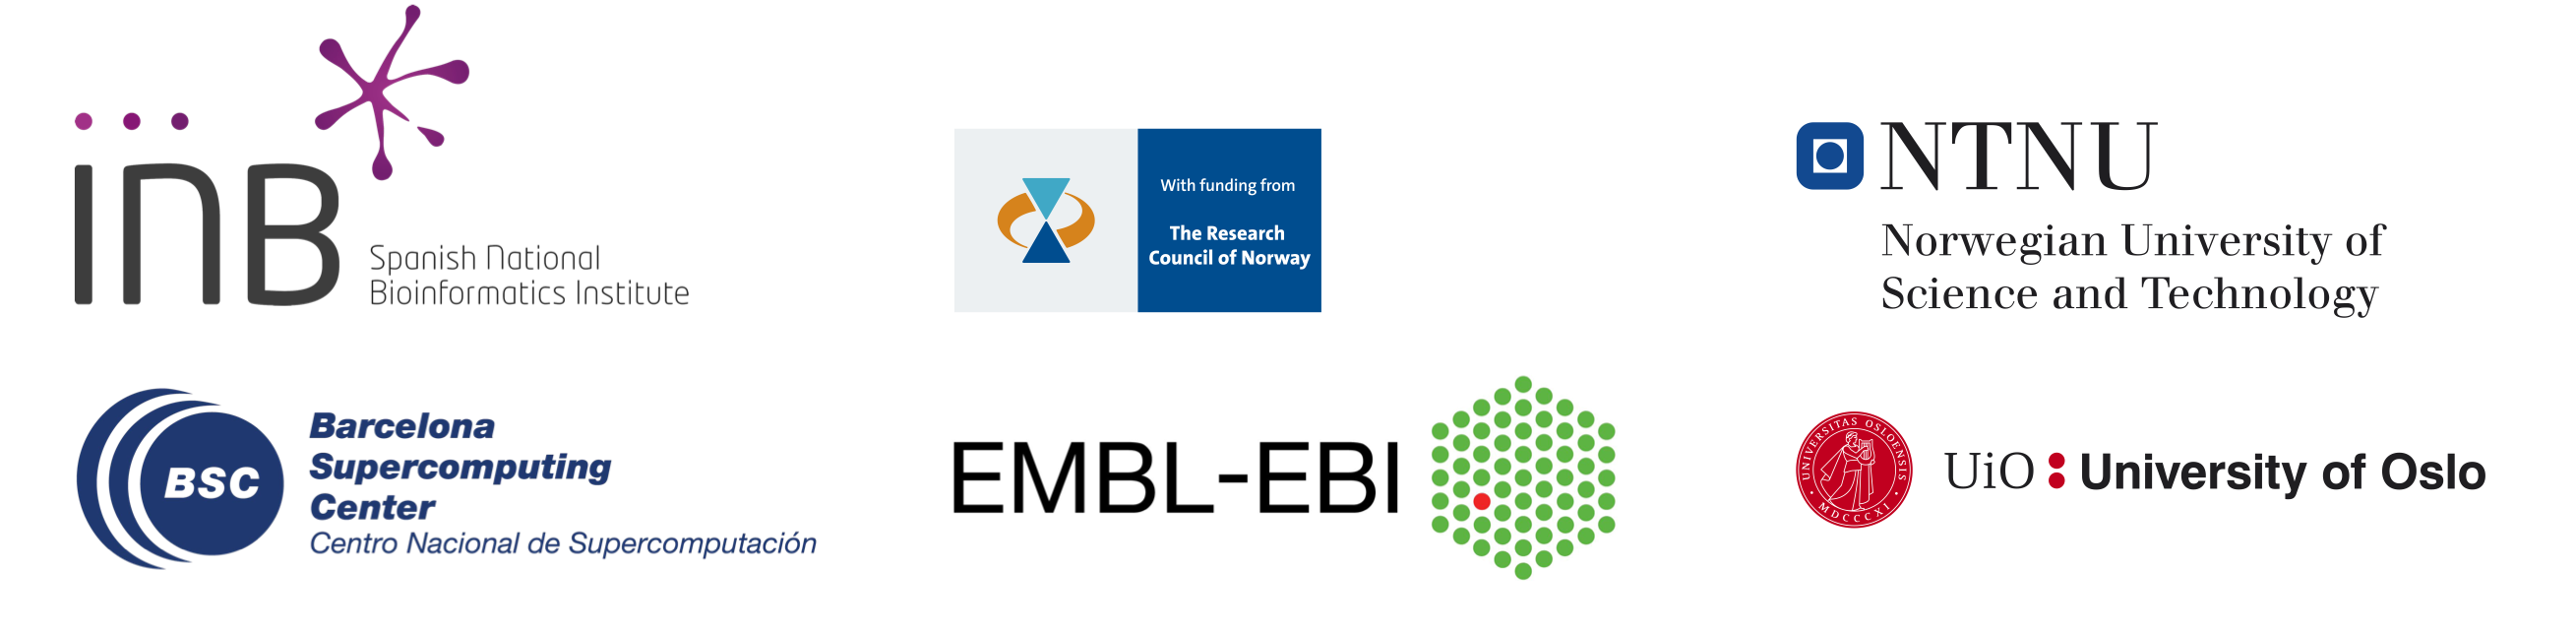 INB
Spanish National
Bioinformatics Institute
With funding from
The Research
Council of Norway
NTNU
Norwegian University of
Science and Technology
BSC
Barcelona
Supercomputing
Center
Centro Nacional de Supercomputación
EMBL-EBI
UNIVERSITAS OSLOENSIS
MDCCCXI
UiO : University of Oslo